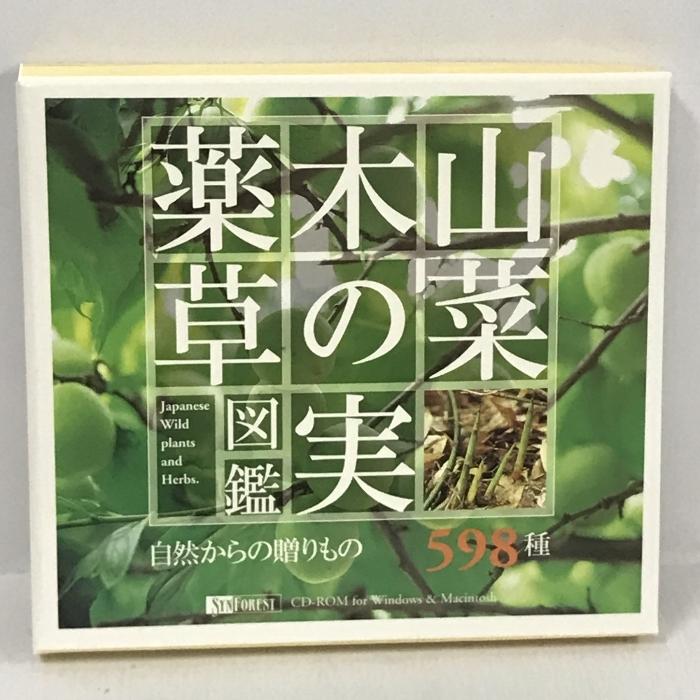 山菜
木の実
薬草
図鑑
Japanese
Wild
plants
and
Herbs.
自然からの贈りもの
598種
SYNFOREST CD-ROM for Windows & Macintosh